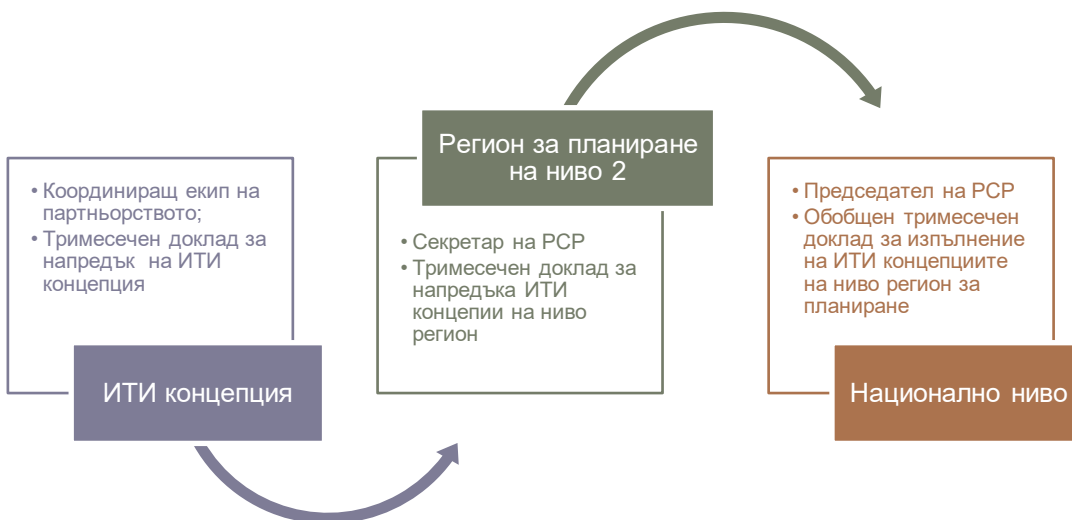 • Координиращ екип на
партньорството;
• Тримесечен доклад за
напредък на ИТИ
концепция
ИТИ концепция
Регион за планиране
на ниво 2
• Секретар на РСР
• Тримесечен доклад за
напредъка ИТИ
концепии на ниво
регион
• Председател на РСР
• Обобщен тримесечен
доклад за изпълнение
на ИТИ концепциите
на ниво регион за
планиране
Национално ниво